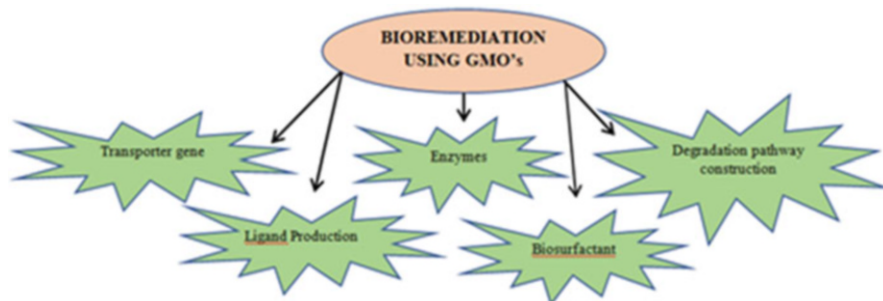 BIOREMEDIATION
USING GMO's
Transporter gene
Enzymes
Degradation pathway
construction
Ligand Production
Biosurfactant